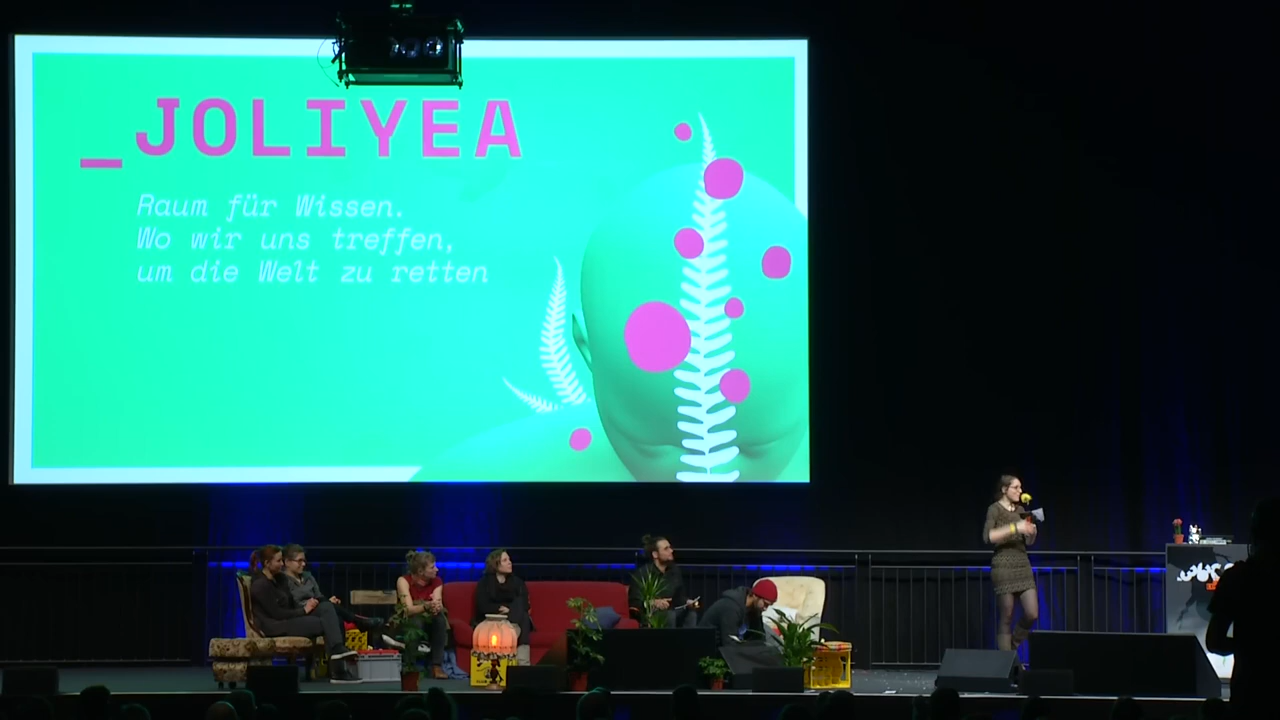 _JOLIYEA
Raum für Wissen.
Wo wir uns treffen,
um die Welt zu retten